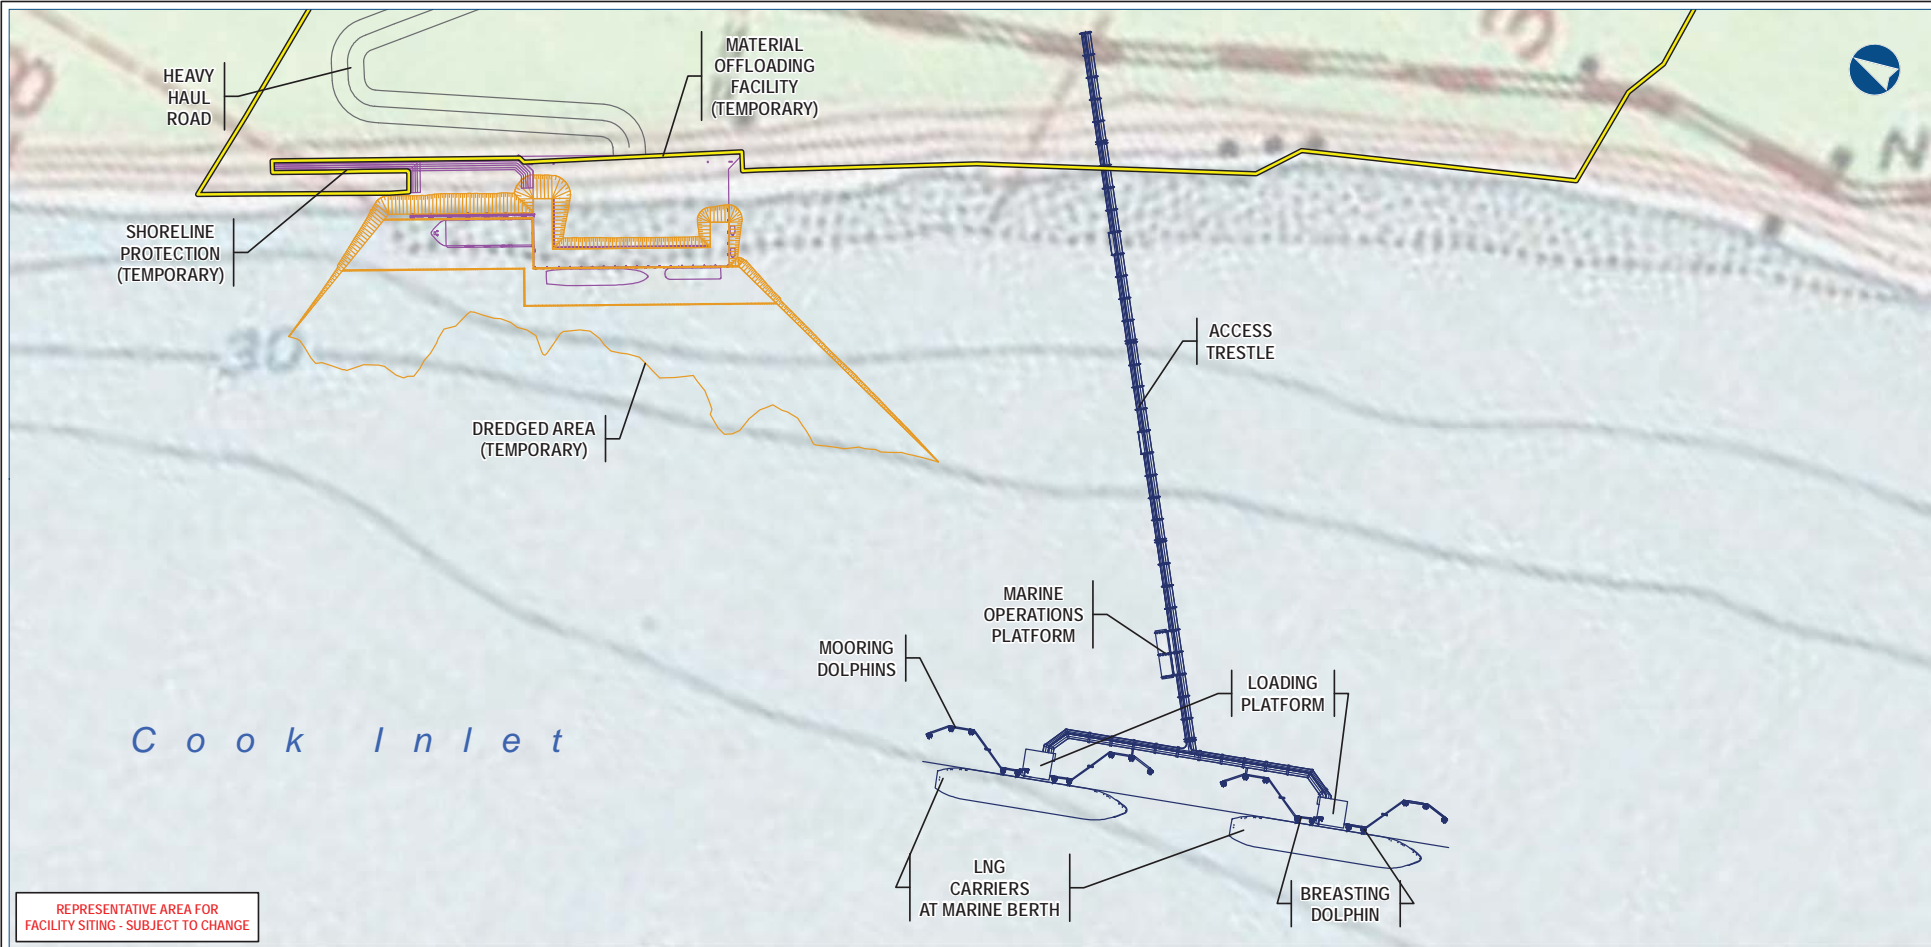 HEAVY
HAUL
ROAD
MATERIAL
OFFLOADING
FACILITY
(TEMPORARY)
SHORELINE
PROTECTION
(TEMPORARY)
30
N
ACCESS
TRESTLE
DREDGED AREA
(TEMPORARY)
MARINE
OPERATIONS
PLATFORM
MOORING
DOLPHINS
LOADING
PLATFORM
Cook Inlet
LNG
CARRIERS
AT MARINE BERTH
BREASTING
DOLPHIN
REPRESENTATIVE AREA FOR
FACILITY SITING - SUBJECT TO CHANGE